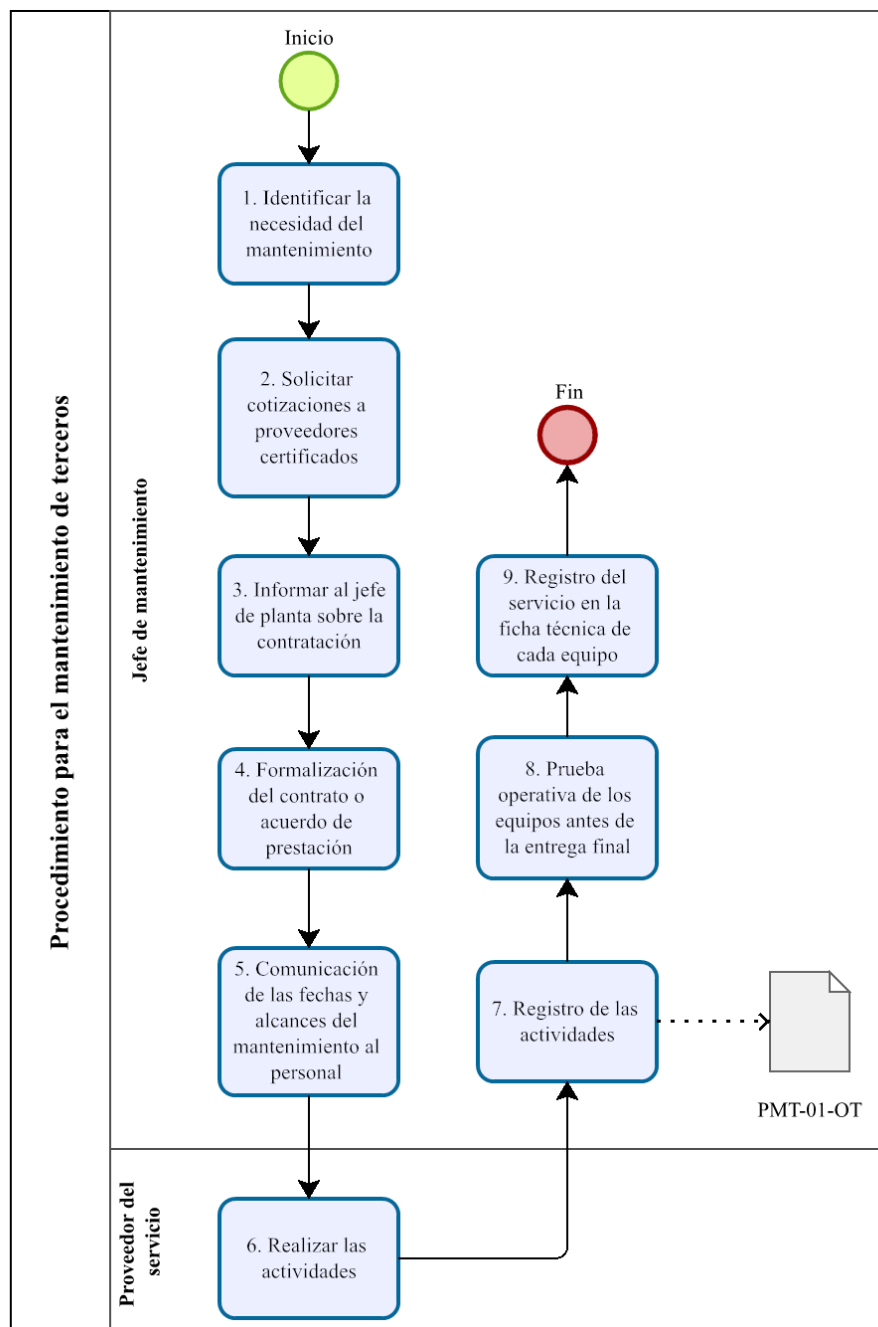 Procedimiento para el mantenimiento de terceros
Jefe de mantenimiento
Inicio
1. Identificar la
necesidad del
mantenimiento
2. Solicitar
cotizaciones a
proveedores
certificados
3. Informar al jefe
de planta sobre la
contratación
4. Formalización
del contrato o
acuerdo de
prestación
5. Comunicación
de las fechas y
alcances del
mantenimiento al
personal
Proveedor del
servicio
6. Realizar las
actividades
7. Registro de las
actividades
PMT-01-OT
8. Prueba
operativa de los
equipos antes de
la entrega final
9. Registro del
servicio en la
ficha técnica de
cada equipo
Fin